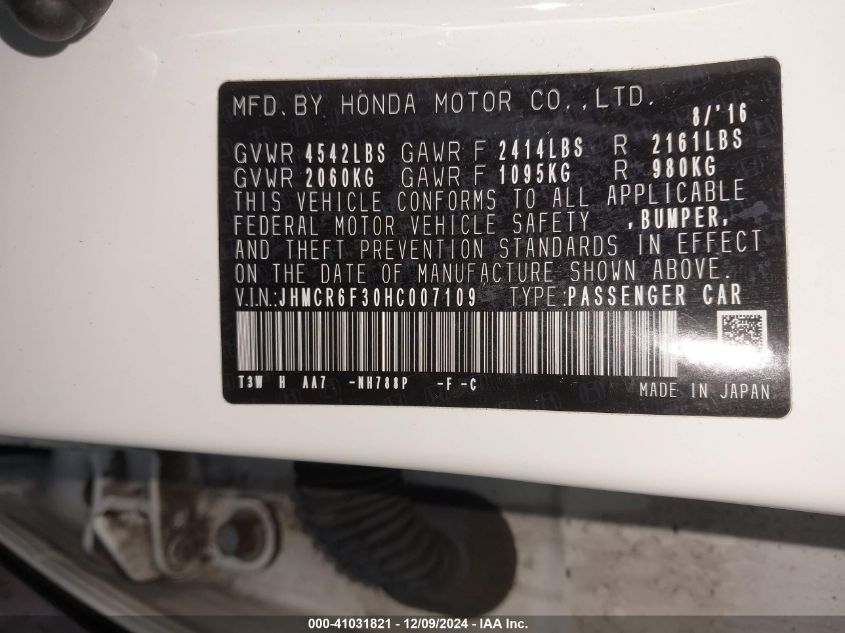 MFD. BY HONDA MOTOR CO.,LTD. 8/'16
GVWR 4542LBS GAWR F 2414LBS R 2161LBS
GVWR 2060KG GAWR F 1095KG R 980KG
THIS VEHICLE CONFORMS TO ALL APPLICABLE
FEDERAL MOTOR VEHICLE SAFETY ,BUMPER,
AND THEFT PREVENTION STANDARDS IN EFFECT
ON THE DATE OF MANUFACTURE SHOWN ABOVE.
V.I.N.:JHMCR6F30HC007109 TYPE:PASSENGER CAR
T3W H AA7 -NH788P -F -C
MADE IN JAPAN
000-41031821 - 12/09/2024 - IAA Inc.